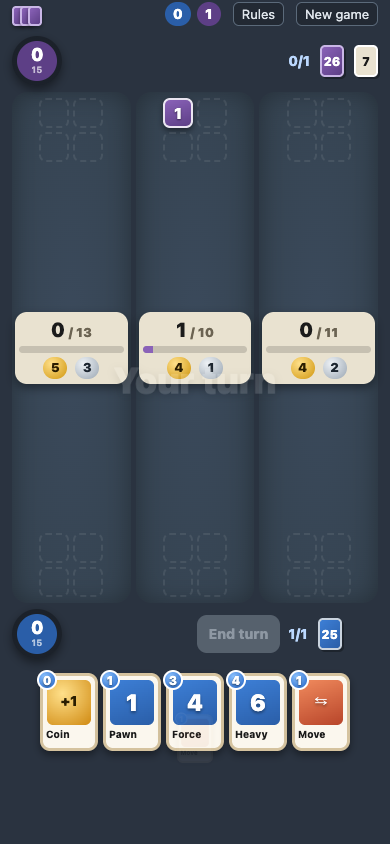 0 1 Rules New game
0
15
0/1 26 7
1
0 / 13 1 / 10 0 / 11
5 3 4 1 4 2
Your turn
0
15
End turn 1/1 25
0 1 3 4 1
+1 1 4 6 ⇆
Coin Pawn Force Heavy Move